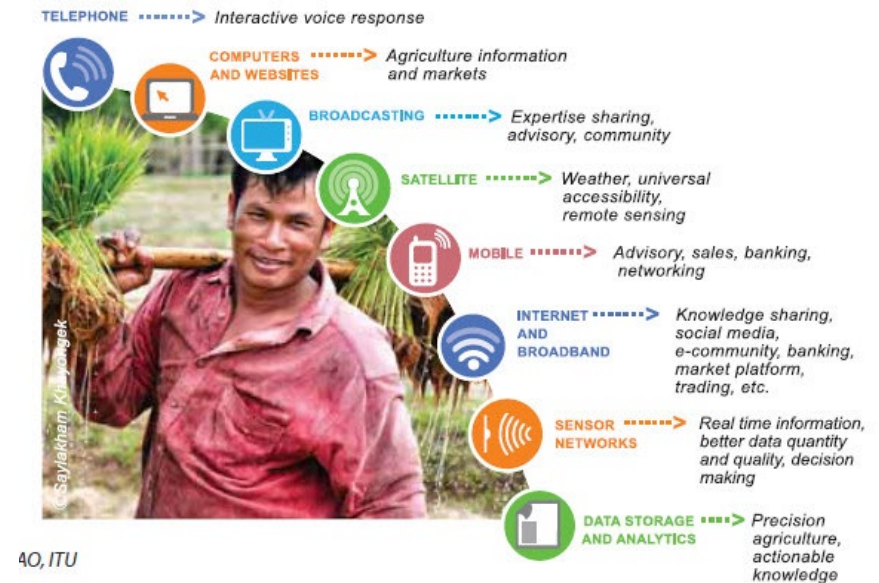 TELEPHONE Interactive voice response
COMPUTERS AND WEBSITES Agriculture information
and markets
BROADCASTING Expertise sharing,
advisory, community
SATELLITE Weather, universal
accessibility,
remote sensing
MOBILE Advisory, sales, banking,
networking
INTERNET Knowledge sharing,
AND social media,
BROADBAND e-community, banking,
market platform,
trading, etc.
SENSOR Real time information,
NETWORKS better data quantity
and quality, decision
making
DATA STORAGE Precision
AND ANALYTICS agriculture,
actionable
knowledge
©Saylakham
AO, ITU